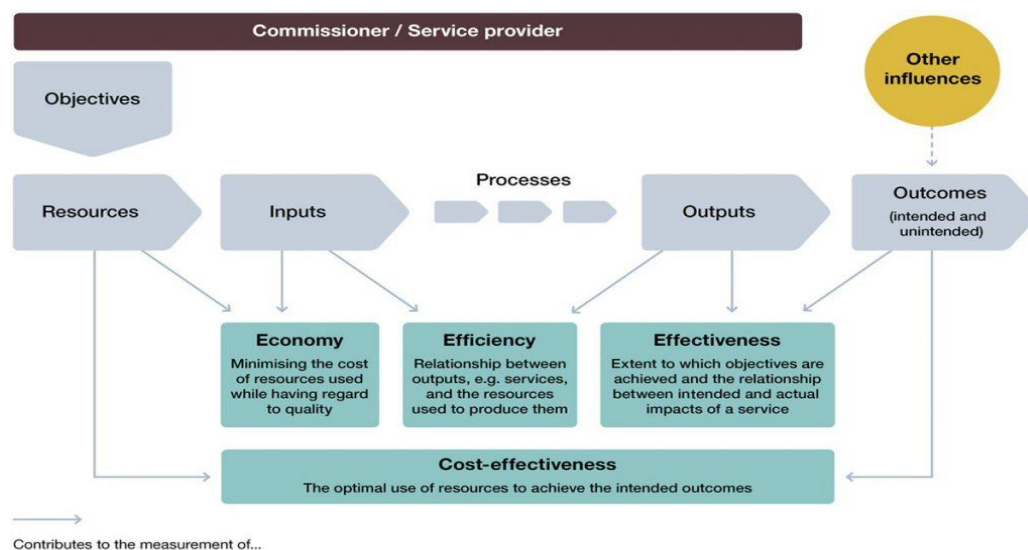 Commissioner / Service provider
Other
influences
Objectives
Resources
Inputs
Processes
Outputs
Outcomes
(intended and
unintended)
Economy
Minimising the cost
of resources used
while having regard
to quality
Efficiency
Relationship between
outputs, e.g. services,
and the resources
used to produce them
Effectiveness
Extent to which objectives are
achieved and the relationship
between intended and actual
impacts of a service
Cost-effectiveness
The optimal use of resources to achieve the intended outcomes
Contributes to the measurement of...